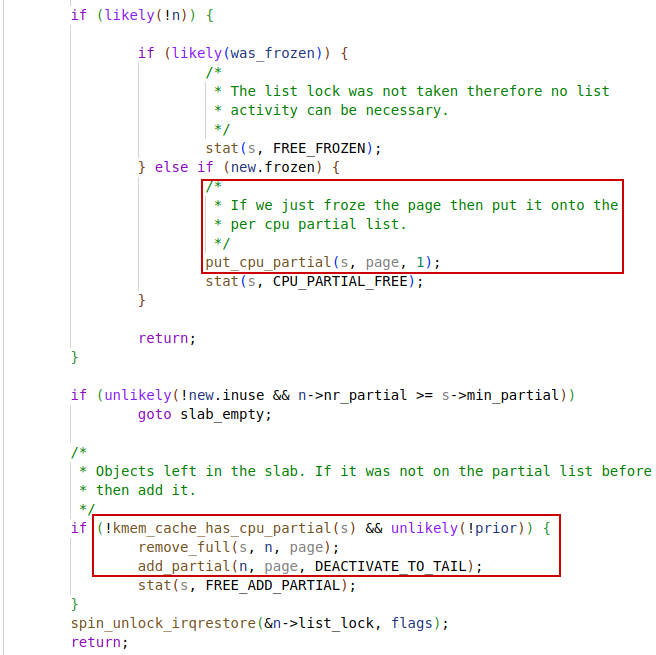 if (likely(!n)) {
if (likely(was_frozen)) {
/*
* The list lock was not taken therefore no list
* activity can be necessary.
*/
stat(s, FREE_FROZEN);
} else if (new.frozen) {
/*
* If we just froze the page then put it onto the
* per cpu partial list.
*/
put_cpu_partial(s, page, 1);
stat(s, CPU_PARTIAL_FREE);
}
return;
}
if (unlikely(!new.inuse && n->nr_partial >= s->min_partial))
goto slab_empty;
/*
* Objects left in the slab. If it was not on the partial list before
* then add it.
*/
if (!kmem_cache_has_cpu_partial(s) && unlikely(!prior)) {
remove_full(s, n, page);
add_partial(n, page, DEACTIVATE_TO_TAIL);
stat(s, FREE_ADD_PARTIAL);
}
spin_unlock_irqrestore(&n->list_lock, flags);
return;